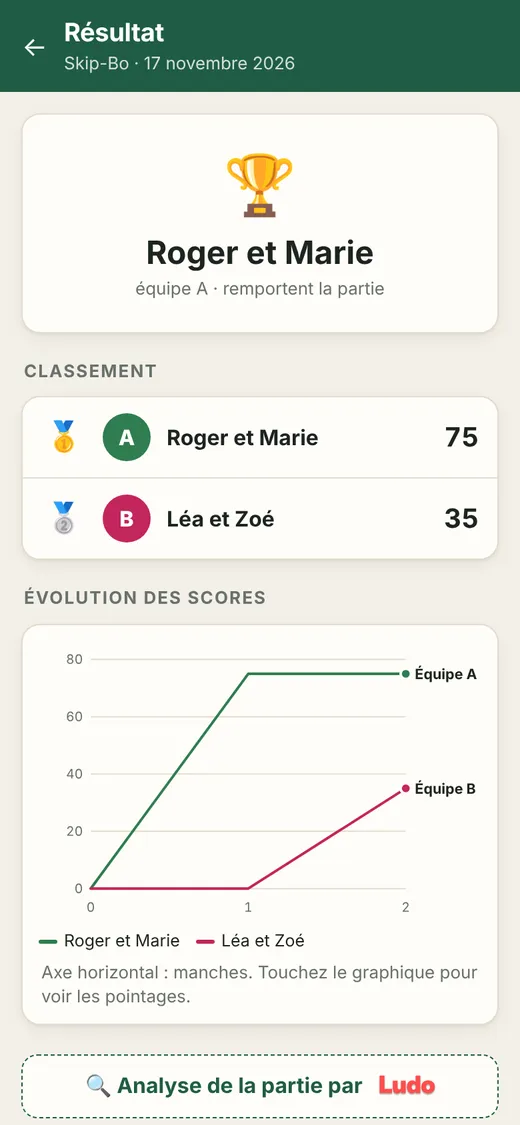 Résultat
Skip-Bo · 17 novembre 2026
Roger et Marie
équipe A · remportent la partie
CLASSEMENT
1 A Roger et Marie 75
2 B Léa et Zoé 35
ÉVOLUTION DES SCORES
80
60
40
20
0
Équipe A
Équipe B
0 1 2
Roger et Marie Léa et Zoé
Axe horizontal : manches. Touchez le graphique pour
voir les pointages.
Analyse de la partie par Ludo